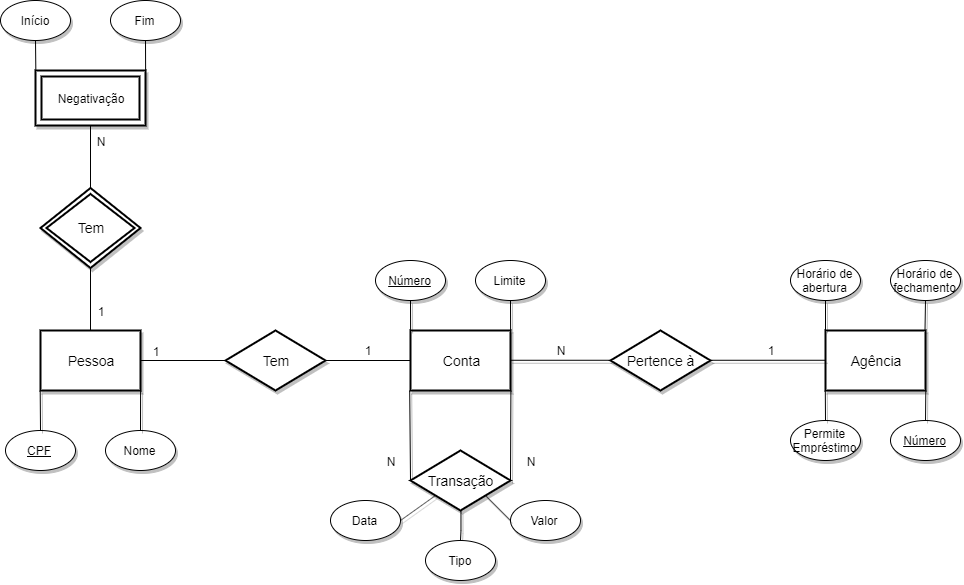 Início
Fim
Negativação
N
Tem
1
Pessoa
1
Tem
1
Número
Limite
Conta
N
Pertence à
1
Horário de
abertura
Horário de
fechamento
Agência
CPF
Nome
N
Transação
N
Data
Tipo
Valor
Permite
Empréstimo
Número